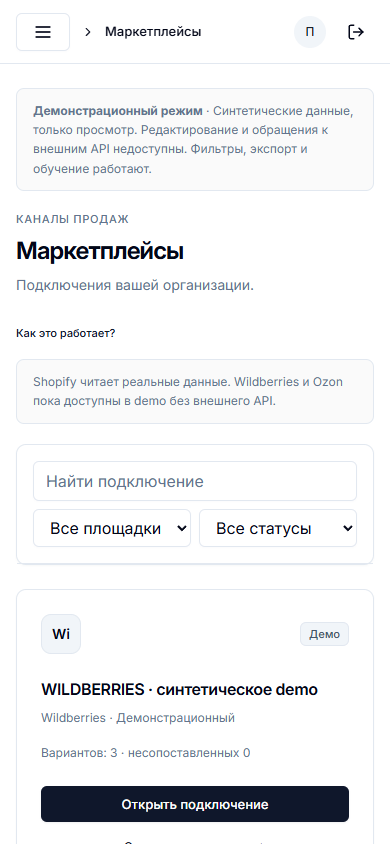 Маркетплейсы
П
Демонстрационный режим · Синтетические данные,
только просмотр. Редактирование и обращения к
внешним API недоступны. Фильтры, экспорт и
обучение работают.
КАНАЛЫ ПРОДАЖ
Маркетплейсы
Подключения вашей организации.
Как это работает?
Shopify читает реальные данные. Wildberries и Ozon
пока доступны в demo без внешнего API.
Найти подключение
Все площадки
Все статусы
Wi
Демо
WILDBERRIES · синтетическое demo
Wildberries · Демонстрационный
Вариантов: 3 · несопоставленных 0
Открыть подключение